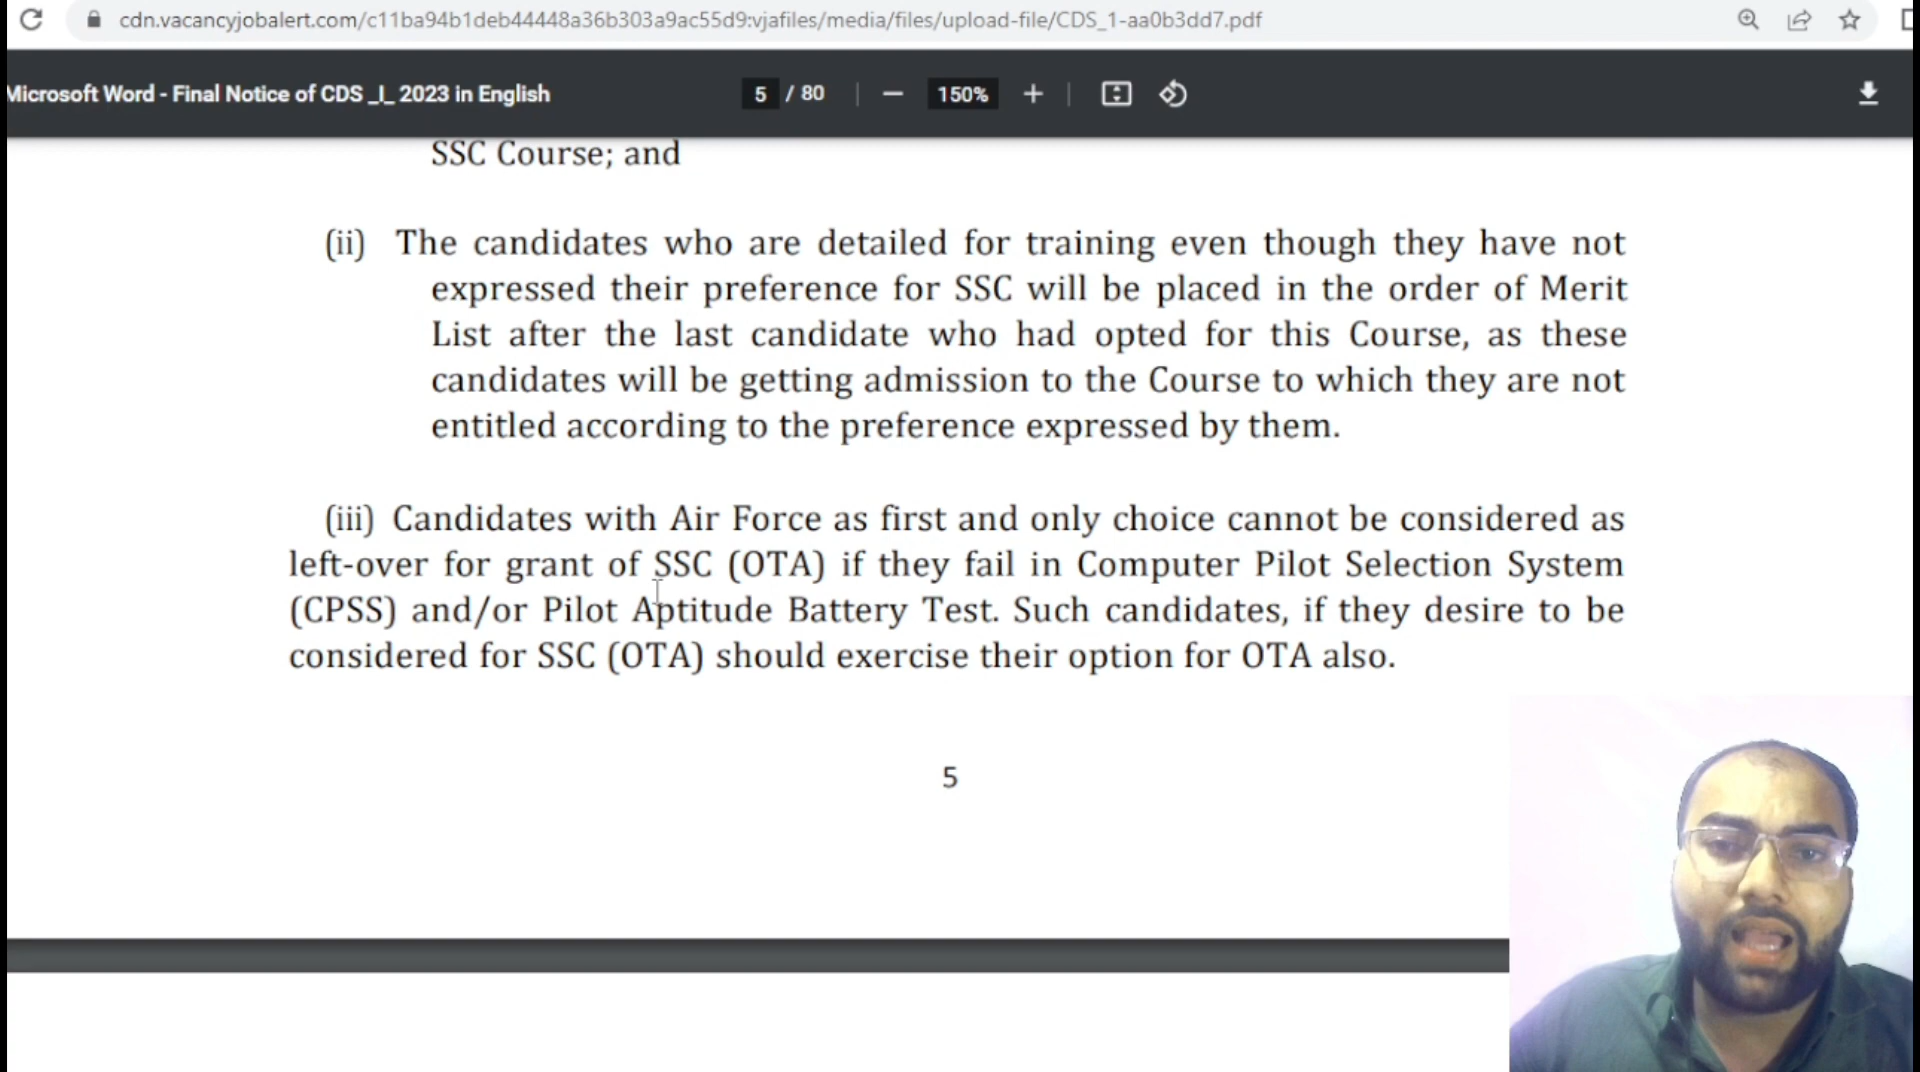 cdn.vacancyjobalert.com/c11ba94b1deb44448a36b303a9ac55d9:vjafiles/media/files/upload-file/CDS_1-aa0b3dd7.pdf
Microsoft Word - Final Notice of CDS _I_ 2023 in English 5 / 80 150%
SSC Course; and
(ii) The candidates who are detailed for training even though they have not
expressed their preference for SSC will be placed in the order of Merit
List after the last candidate who had opted for this Course, as these
candidates will be getting admission to the Course to which they are not
entitled according to the preference expressed by them.
(iii) Candidates with Air Force as first and only choice cannot be considered as
left-over for grant of SSC (OTA) if they fail in Computer Pilot Selection System
(CPSS) and/or Pilot Aptitude Battery Test. Such candidates, if they desire to be
considered for SSC (OTA) should exercise their option for OTA also.
5